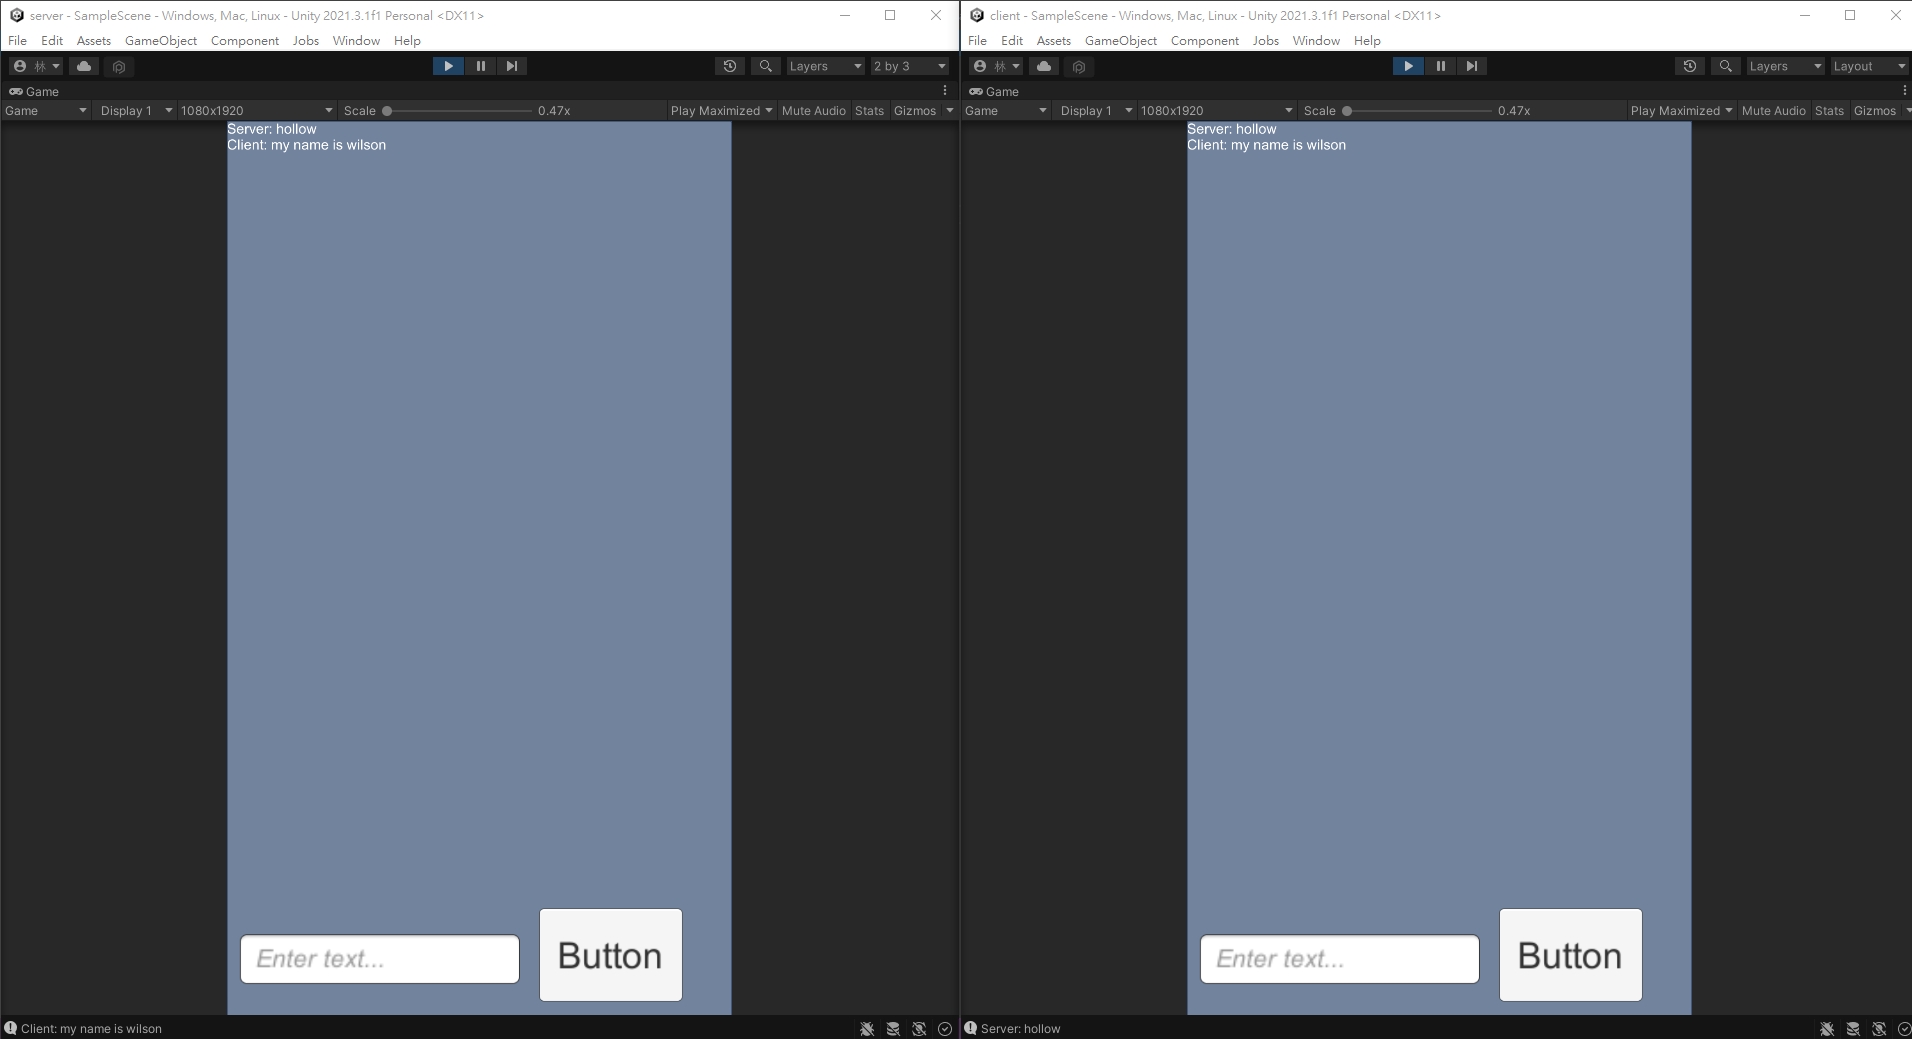 server - SampleScene - Windows, Mac, Linux - Unity 2021.3.1f1 Personal <DX11>
File Edit Assets GameObject Component Jobs Window Help
林 Layers 2 by 3
Game
Game Display 1 1080x1920 Scale 0.47x Play Maximized Mute Audio Stats Gizmos
Server: hollow
Client: my name is wilson
Enter text... Button
Client: my name is wilson
client - SampleScene - Windows, Mac, Linux - Unity 2021.3.1f1 Personal <DX11>
File Edit Assets GameObject Component Jobs Window Help
林 Layers Layout
Game
Game Display 1 1080x1920 Scale 0.47x Play Maximized Mute Audio Stats Gizmos
Server: hollow
Client: my name is wilson
Enter text... Button
Server: hollow